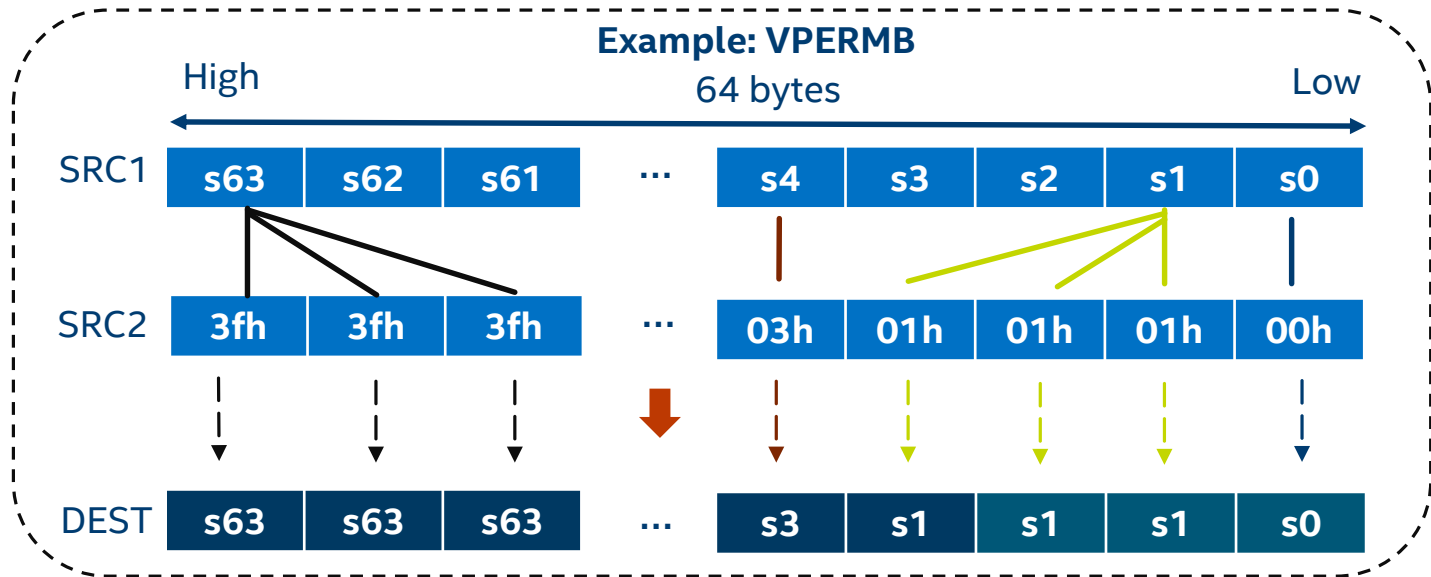 Example: VPERMB
High 64 bytes Low
SRC1 s63 s62 s61 ... s4 s3 s2 s1 s0
SRC2 3fh 3fh 3fh ... 03h 01h 01h 01h 00h
DEST s63 s63 s63 ... s3 s1 s1 s1 s0